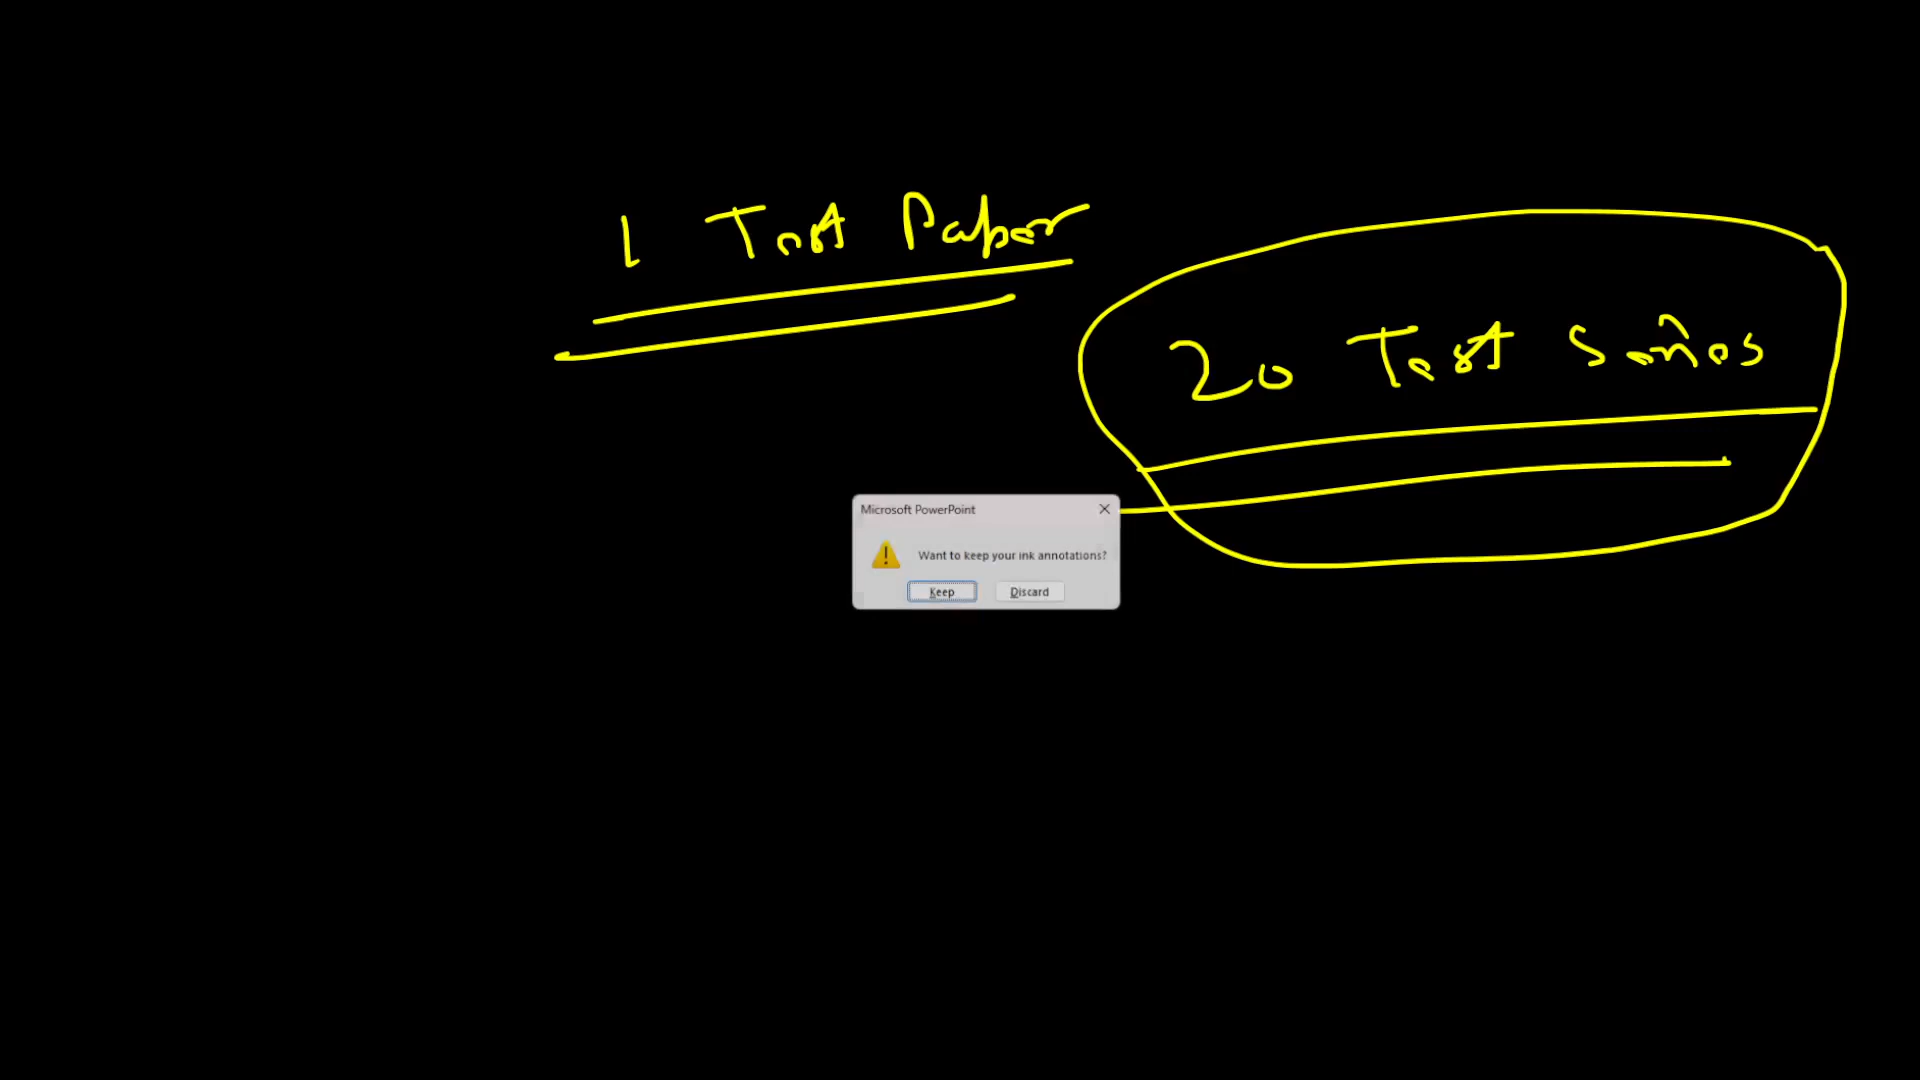 1 Test Paper
20 Test Series
Microsoft PowerPoint
Want to keep your ink annotations?
Keep Discard